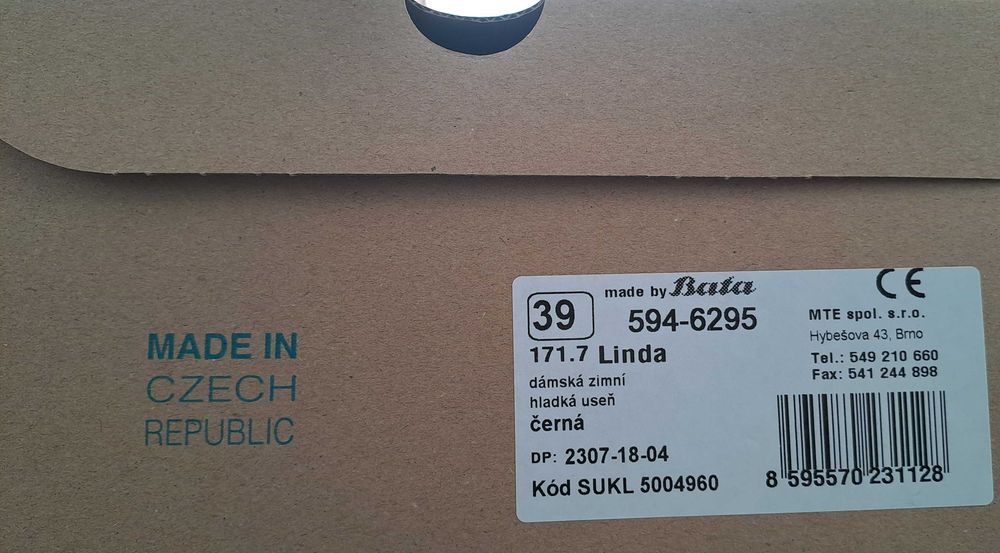 MADE IN
CZECH
REPUBLIC
39
made by Bata
594-6295
171.7 Linda
dámská zimní
hladká useň
černá
DP: 2307-18-04
Kód SUKL 5004960
CE
MTE spol. s.r.o.
Hybešova 43, Brno
Tel.: 549 210 660
Fax: 541 244 898
8 595570 231128